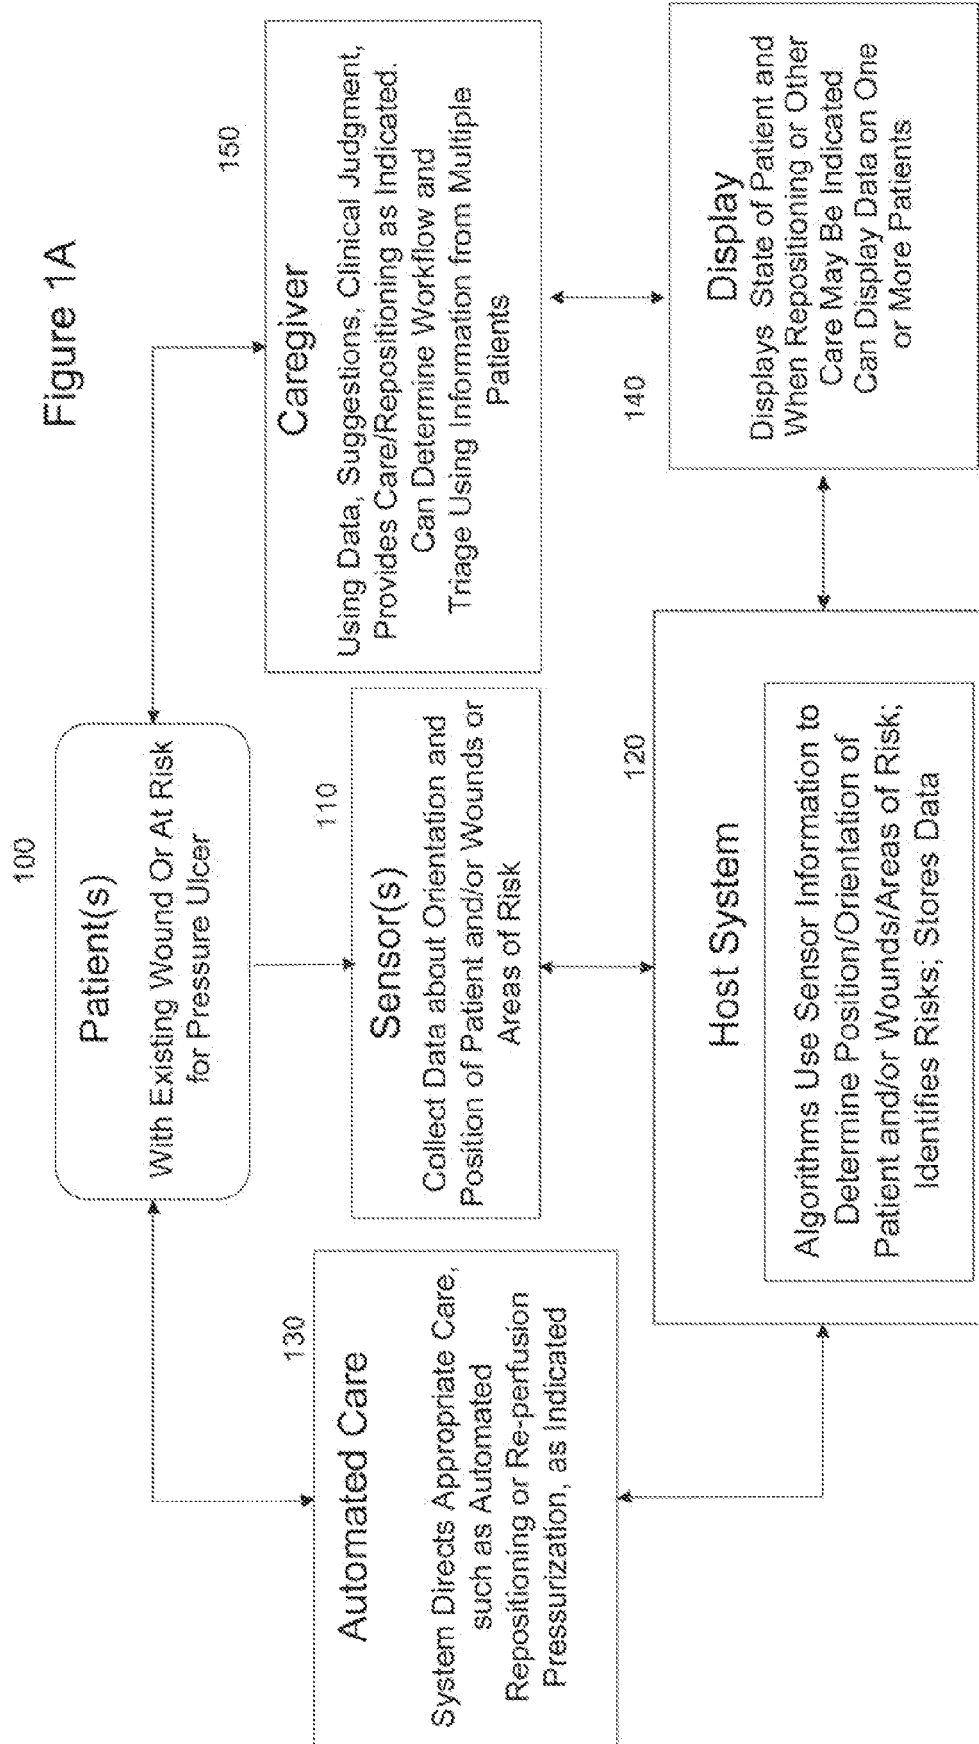 Figure 1A
100
Patient(s)
With Existing Wound Or At Risk
for Pressure Ulcer
150
Caregiver
Using Data, Suggestions, Clinical Judgment,
Provides Care/Repositioning as Indicated.
Can Determine Workflow and
Triage Using Information from Multiple
Patients
110
Sensor(s)
Collect Data about Orientation and
Position of Patient and/or Wounds or
Areas of Risk
130
Automated Care
System Directs Appropriate Care,
such as Automated
Repositioning or Re-perfusion
Pressurization, as Indicated
120
Host System
Algorithms Use Sensor Information to
Determine Position/Orientation of
Patient and/or Wounds/Areas of Risk;
Identifies Risks; Stores Data
140
Display
Displays State of Patient and
When Repositioning or Other
Care May Be Indicated
Can Display Data on One
or More Patients